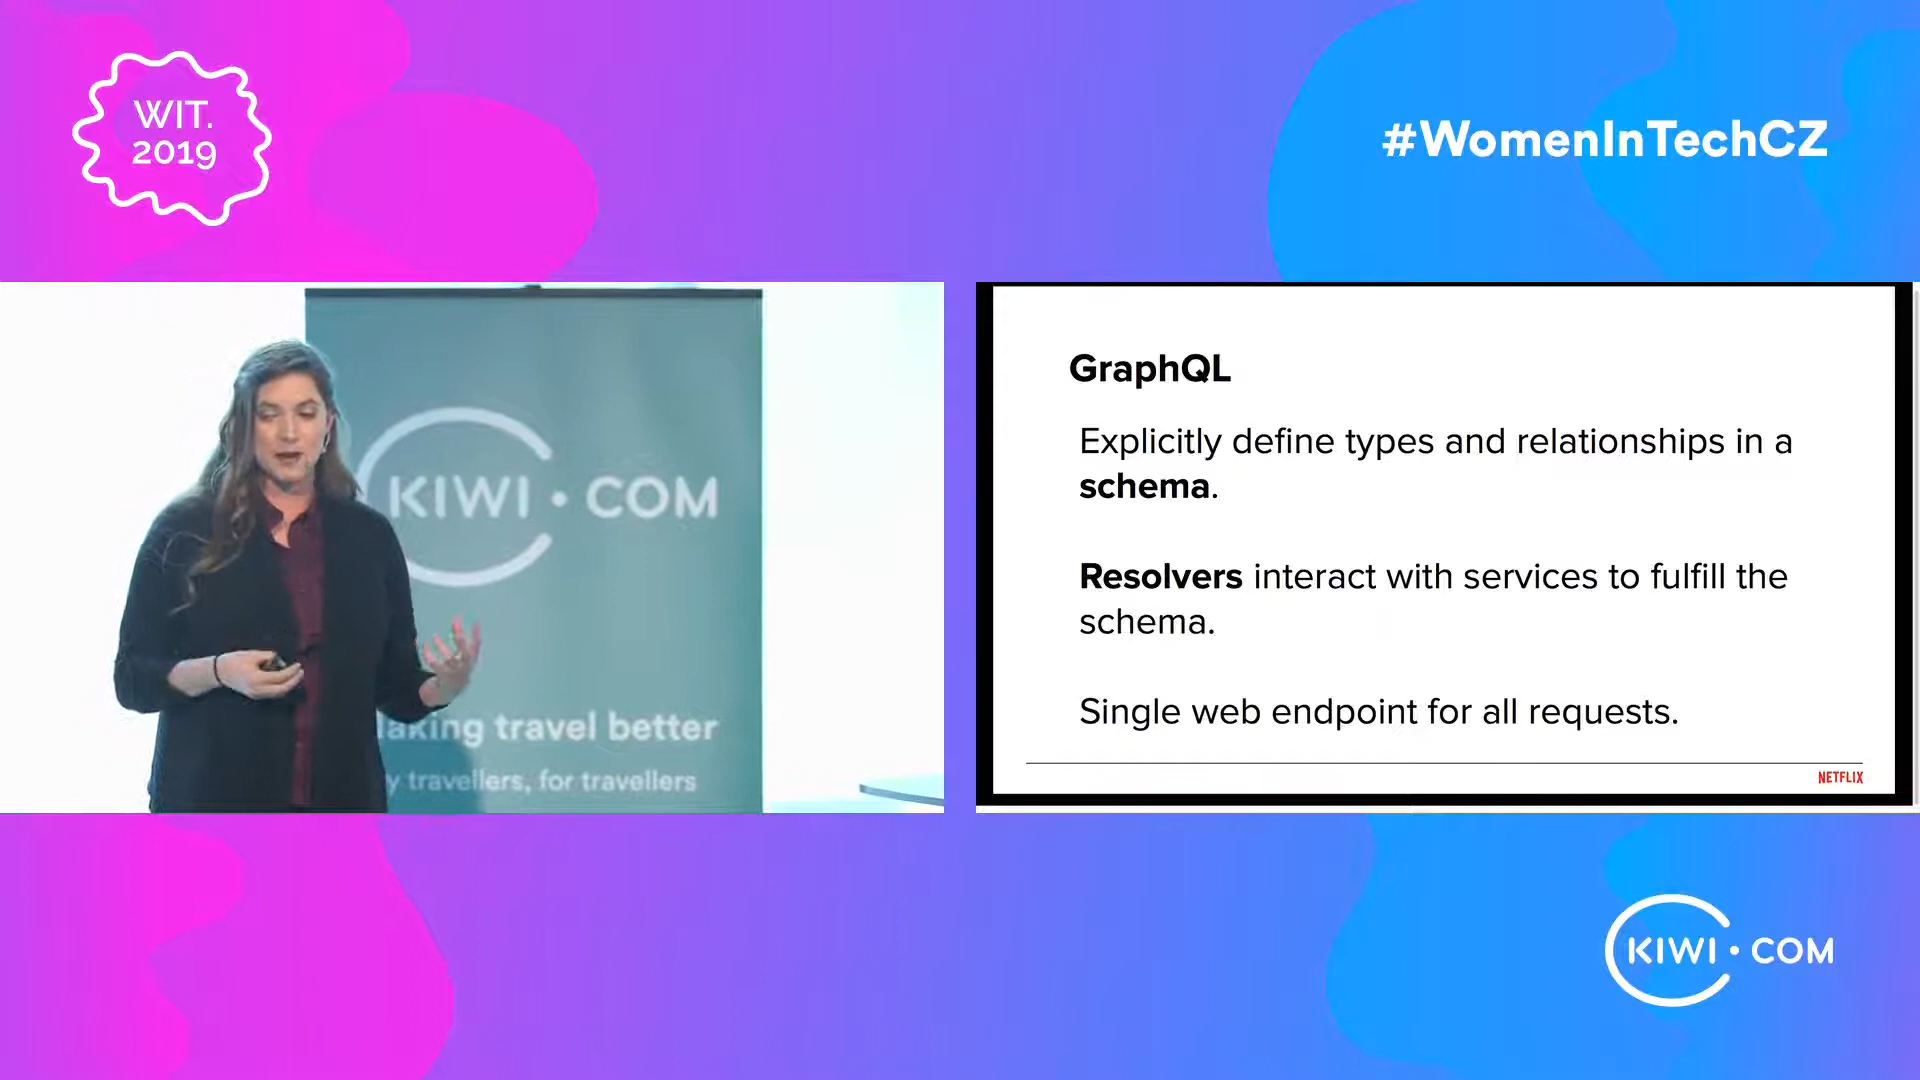 WIT.
2019
#WomenInTechCZ
KIWI.COM
aking travel better
y travellers, for travellers
GraphQL
Explicitly define types and relationships in a
schema.
Resolvers interact with services to fulfill the
schema.
Single web endpoint for all requests.
NETFLIX
KIWI.COM